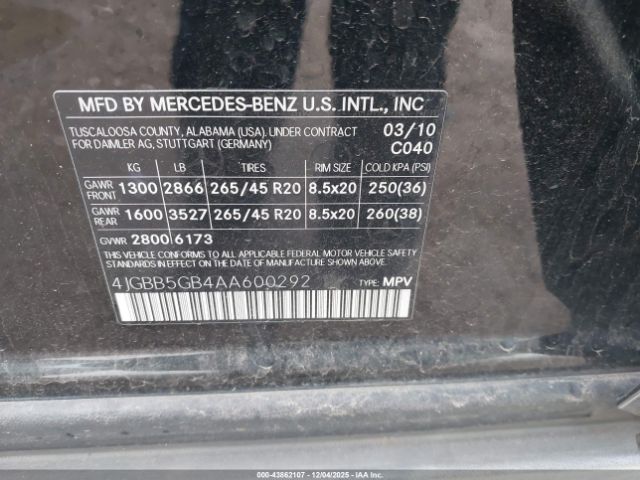 MFD BY MERCEDES-BENZ U.S. INTL., INC
TUSCALOOSA COUNTY, ALABAMA (USA). UNDER CONTRACT 03/10
FOR DAIMLER AG, STUTTGART (GERMANY) C040
KG LB TIRES RIM SIZE COLD KPA (PSI)
GAWR FRONT 1300 2866 265/45 R20 8.5x20 250(36)
GAWR REAR 1600 3527 265/45 R20 8.5x20 260(38)
GVWR 2800 6173
THIS VEHICLE CONFORMS TO ALL APPLICABLE FEDERAL MOTOR VEHICLE SAFETY
STANDARDS IN EFFECT ON THE DATE OF MANUFACTURE SHOWN ABOVE.
4JGBB5GB4AA600292 TYPE: MPV
000-43862107 - 12/04/2025 - IAA Inc.